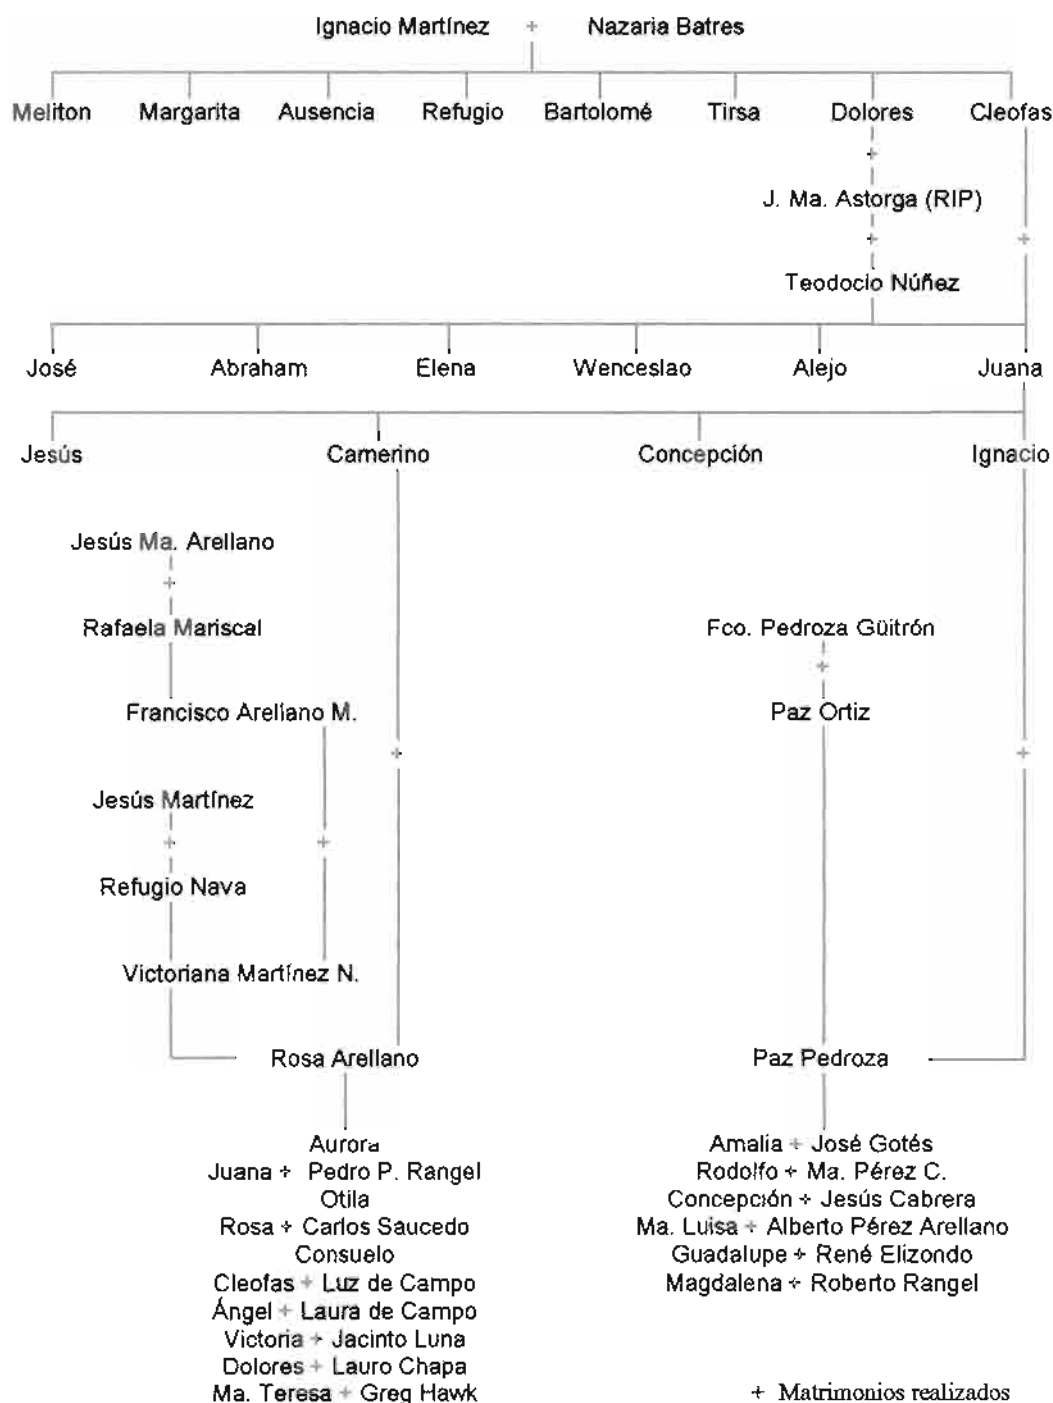 Ignacio Martínez + Nazaria Batres
Meliton Margarita Ausencia Refugio Bartolomé Tirsa Dolores Cleofas
+
J. Ma. Astorga (RIP)
+ +
Teodocio Núñez
José Abraham Elena Wenceslao Alejo Juana
Jesús Camerino Concepción Ignacio
Jesús Ma. Arellano
+
Rafaela Mariscal Fco. Pedroza Güitrón
+
Francisco Arellano M. Paz Ortiz
+ +
Jesús Martínez
+ +
Refugio Nava
Victoriana Martínez N.
Rosa Arellano Paz Pedroza
Aurora Amalia + José Gotés
Juana + Pedro P. Rangel Rodolfo + Ma. Pérez C.
Otila Concepción + Jesús Cabrera
Rosa + Carlos Saucedo Ma. Luisa + Alberto Pérez Arellano
Consuelo Guadalupe + René Elizondo
Cleofas + Luz de Campo Magdalena + Roberto Rangel
Ángel + Laura de Campo
Victoria + Jacinto Luna
Dolores + Lauro Chapa
Ma. Teresa + Greg Hawk + Matrimonios realizados